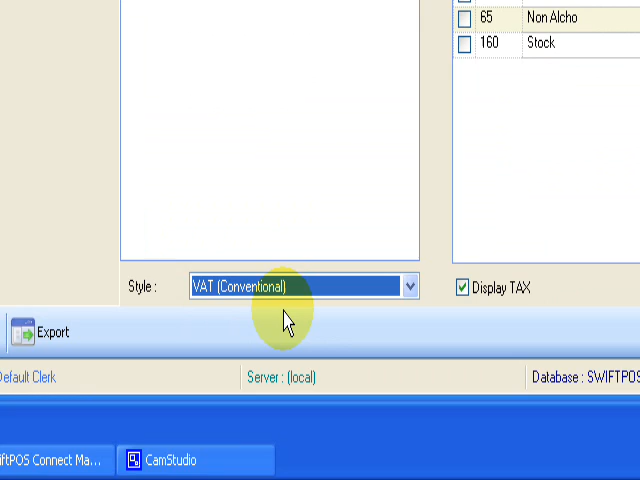 65 Non Alcho
160 Stock
Style : VAT (Conventional) Display TAX
Export
Default Clerk Server : (local) Database : SWIFTPOS
iftPOS Connect Ma... CamStudio